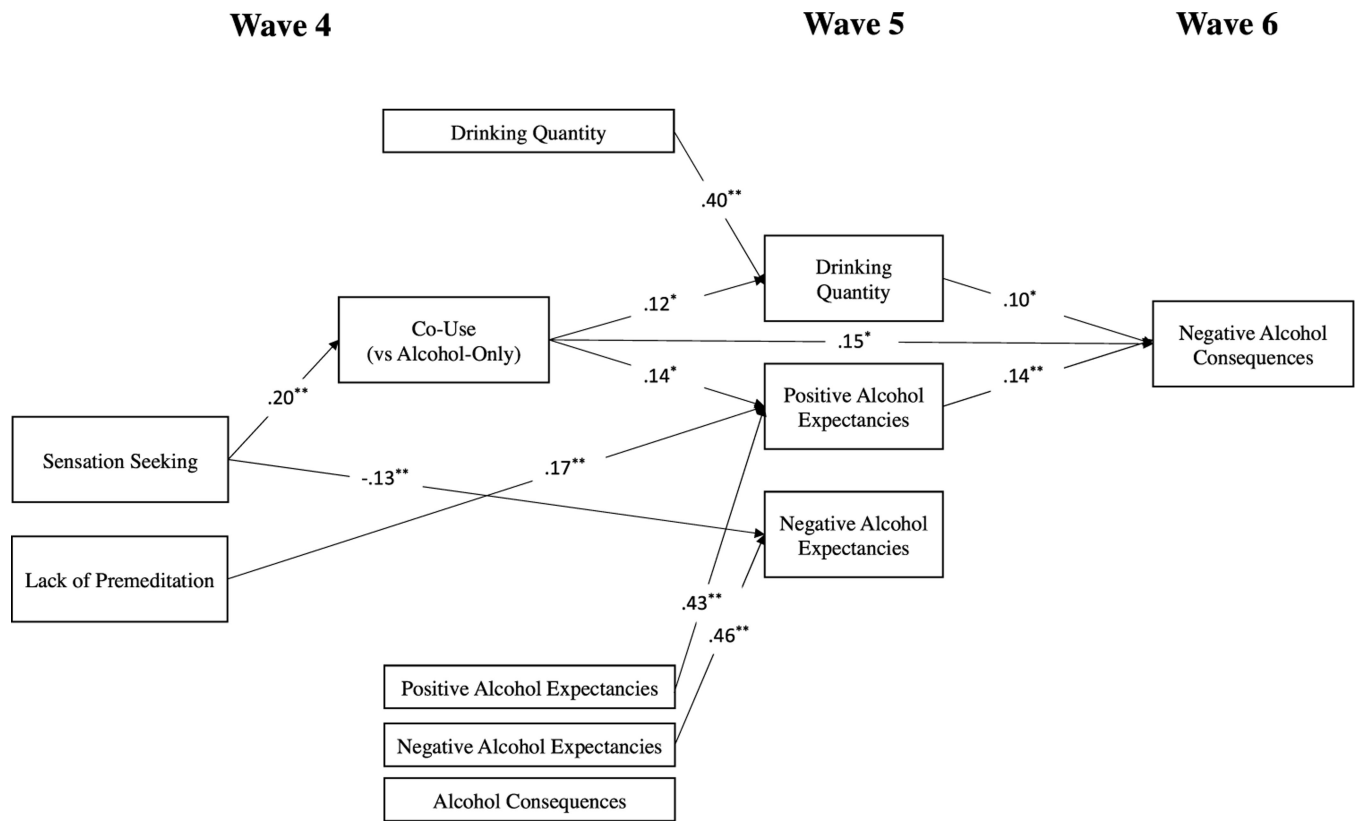 Wave 4
Wave 5
Wave 6
Drinking Quantity
.40**
Drinking
Quantity
.12*
.10*
Co-Use
(vs Alcohol-Only)
.15*
Negative Alcohol
Consequences
.14*
.14**
.20**
Positive Alcohol
Expectancies
Sensation Seeking
-.13**
.17**
Negative Alcohol
Expectancies
Lack of Premeditation
.43**
.46**
Positive Alcohol Expectancies
Negative Alcohol Expectancies
Alcohol Consequences